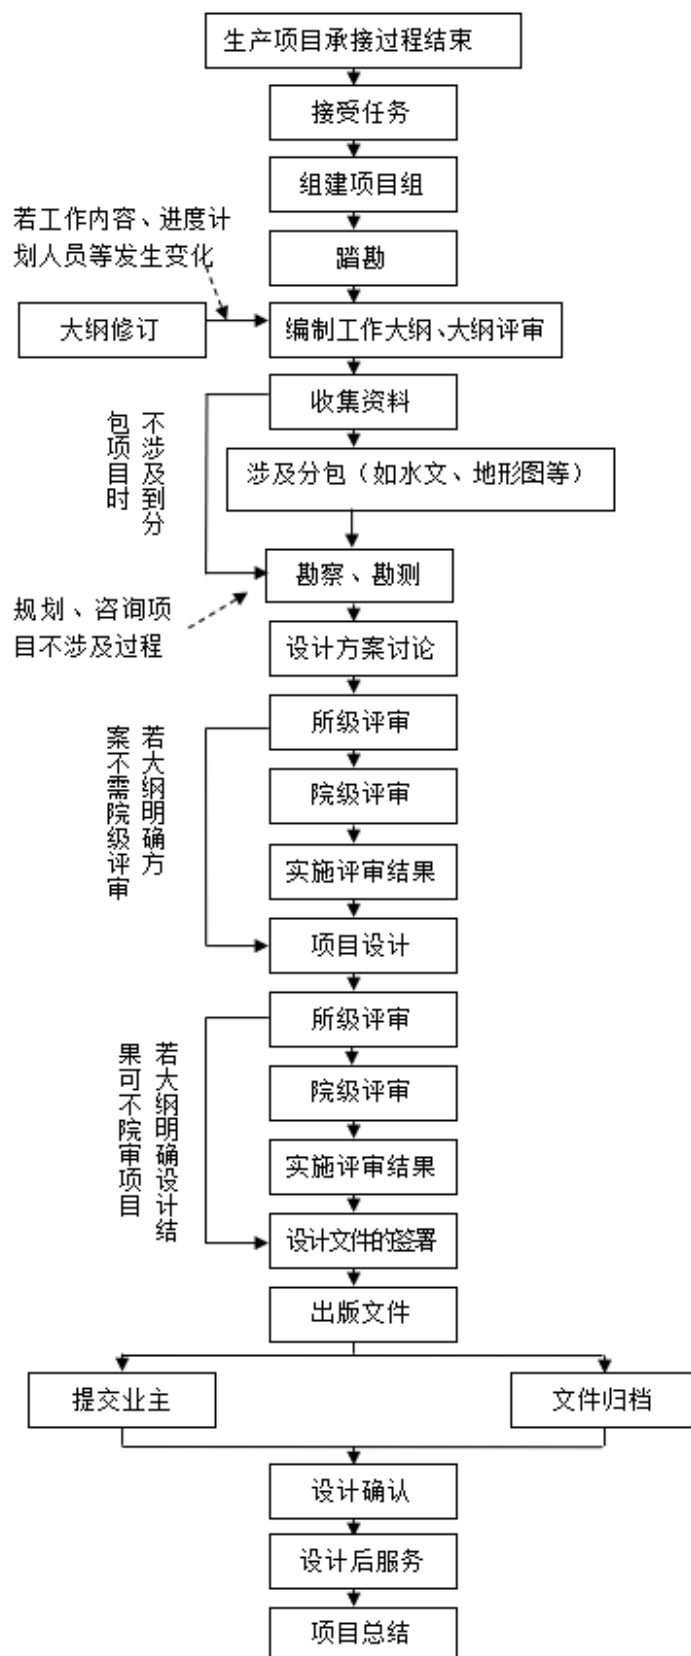 生产项目承接过程结束
接受任务
组建项目组
若工作内容、进度计
划人员等发生变化
踏勘
大纲修订
编制工作大纲、大纲评审
收集资料
不涉及到分
包项目时
涉及分包（如水文、地形图等）
勘察、勘测
规划、咨询项
目不涉及过程
设计方案讨论
所级评审
若大纲明确方
案不需院级评审
院级评审
实施评审结果
项目设计
所级评审
若大纲明确设计结
果可不院审项目
院级评审
实施评审结果
设计文件的签署
出版文件
提交业主
文件归档
设计确认
设计后服务
项目总结